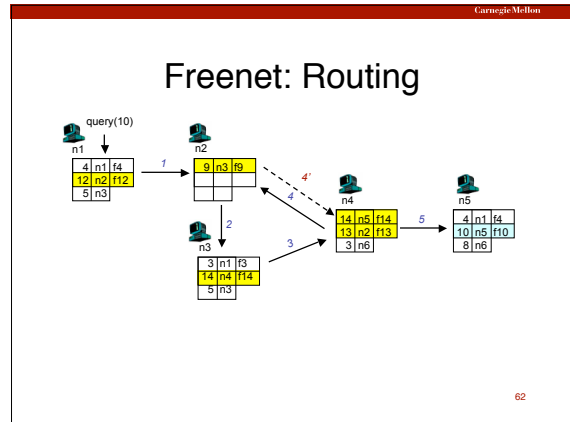 Carnegie Mellon
Freenet: Routing
query(10)
n1
4 n1 f4
12 n2 f12
5 n3
1
n2
9 n3 f9
2
n3
3 n1 f3
14 n4 f14
5 n3
3
4
4'
n4
14 n5 f14
13 n2 f13
3 n6
5
n5
4 n1 f4
10 n5 f10
8 n6
62